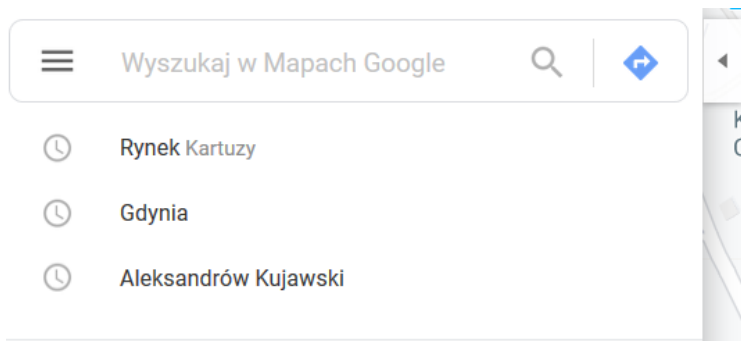 Wyszukaj w Mapach Google
Rynek Kartuzy
Gdynia
Aleksandrów Kujawski